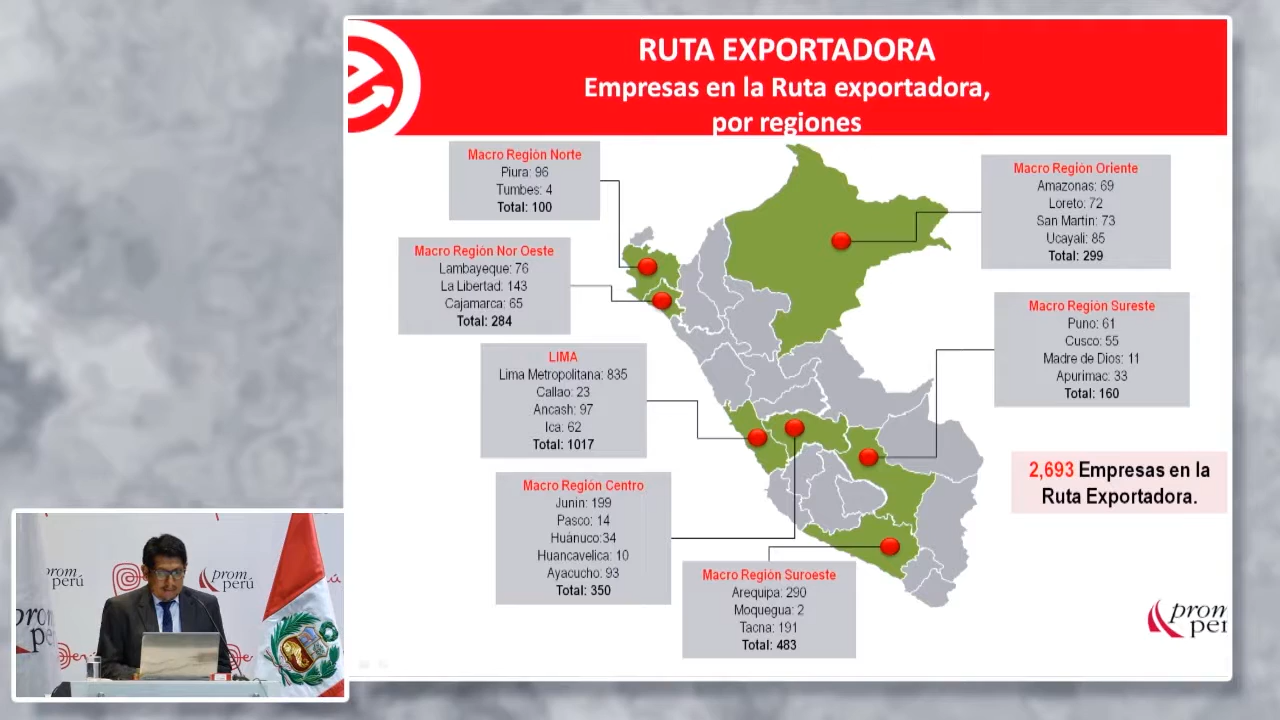 RUTA EXPORTADORA
Empresas en la Ruta exportadora,
por regiones
Macro Región Norte
Piura: 96
Tumbes: 4
Total: 100
Macro Región Nor Oeste
Lambayeque: 76
La Libertad: 143
Cajamarca: 65
Total: 284
LIMA
Lima Metropolitana: 835
Callao: 23
Ancash: 97
Ica: 62
Total: 1017
Macro Región Centro
Junin: 199
Pasco: 14
Huánuco:34
Huancavelica: 10
Ayacucho: 93
Total: 350
Macro Región Suroeste
Arequipa: 290
Moquegua: 2
Tacna: 191
Total: 483
Macro Región Oriente
Amazonas: 69
Loreto: 72
San Martin: 73
Ucayali: 85
Total: 299
Macro Región Sureste
Puno: 61
Cusco: 55
Madre de Dios: 11
Apurimac: 33
Total: 160
2,693 Empresas en la
Ruta Exportadora.
prom
perú
prom
perú